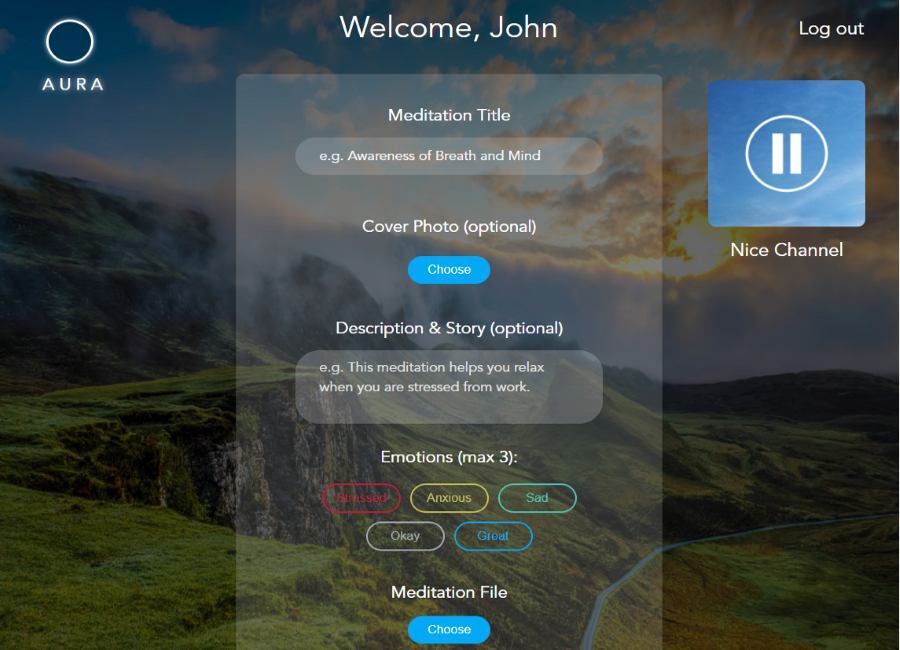 AURA
Welcome, John
Log out
Meditation Title
e.g. Awareness of Breath and Mind
Cover Photo (optional)
Choose
Description & Story (optional)
e.g. This meditation helps you relax
when you are stressed from work.
Emotions (max 3):
Stressed Anxious Sad
Okay Great
Meditation File
Choose
Nice Channel